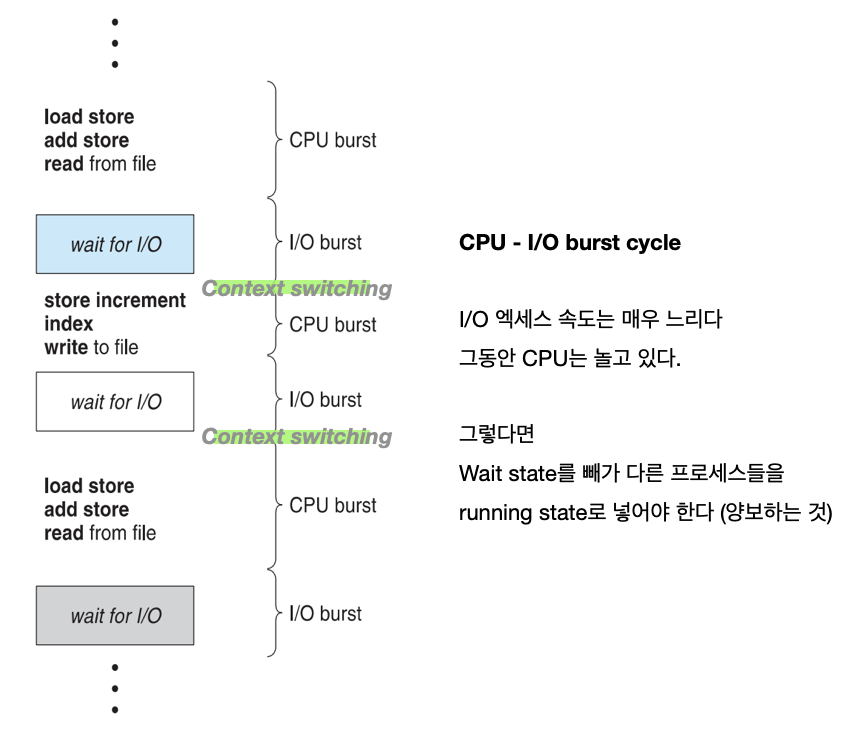 load store
add store
read from file
CPU burst
wait for I/O
I/O burst
CPU - I/O burst cycle
Context switching
store increment
index
write to file
CPU burst
I/O 엑세스 속도는 매우 느리다
그동안 CPU는 놀고 있다.
wait for I/O
I/O burst
Context switching
그렇다면
Wait state를 빼가 다른 프로세스들을
running state로 넣어야 한다 (양보하는 것)
load store
add store
read from file
CPU burst
wait for I/O
I/O burst